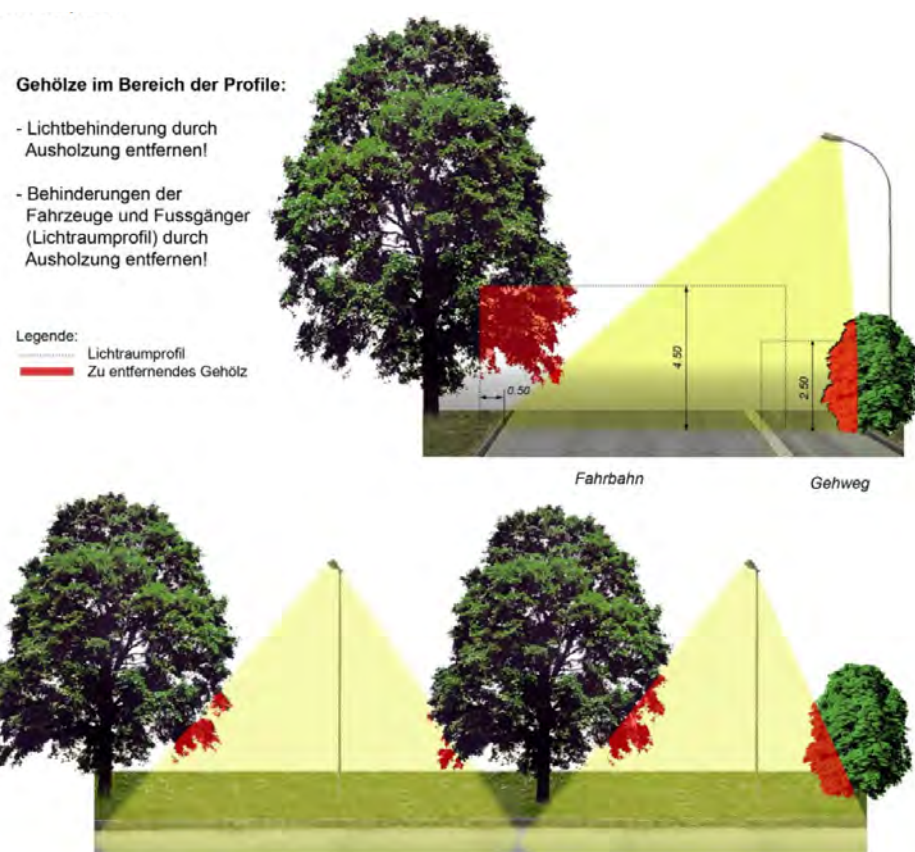 Gehölze im Bereich der Profile:
- Lichtbehinderung durch
Ausholzung entfernen!
- Behinderungen der
Fahrzeuge und Fussgänger
(Lichtraumprofil) durch
Ausholzung entfernen!
Legende:
Lichtraumprofil
Zu entfernendes Gehölz
0.50
4.50
2.50
Fahrbahn
Gehweg